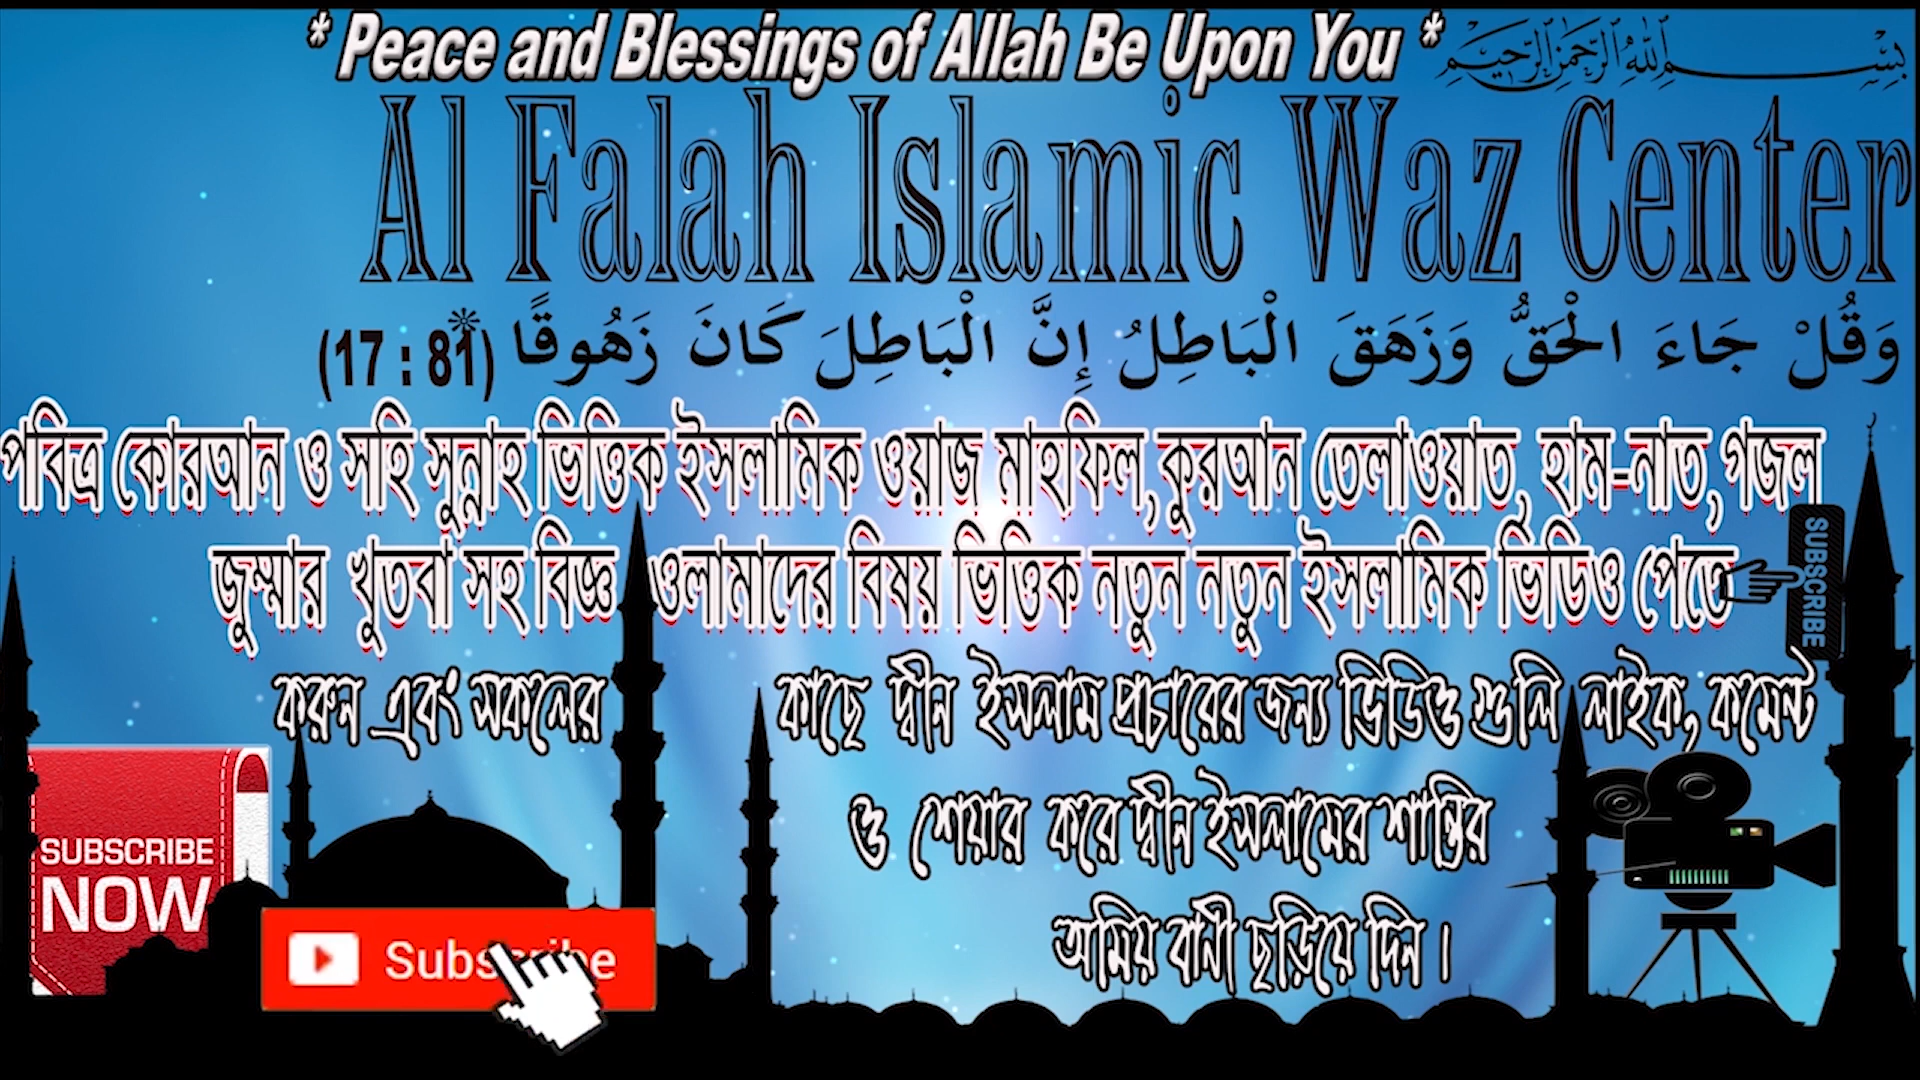 * Peace and Blessings of Allah Be Upon You *
بِسْمِ اللهِ الرَّحْمٰنِ الرَّحِيْمِ
Al Falah Islamic Waz Center
وَقُلْ جَاءَ الْحَقُّ وَزَهَقَ الْبَاطِلُ إِنَّ الْبَاطِلَ كَانَ زَهُوقًا (17 : 81)
পবিত্র কোরআন ও সহি সুন্নাহ ভিত্তিক ইসলামিক ওয়াজ মাহফিল, কুরআন তেলাওয়াত, হাম-নাত, গজল
জুম্মার খুতবা সহ বিজ্ঞ ওলামাদের বিষয় ভিত্তিক নতুন নতুন ইসলামিক ভিডিও পেতে
SUBSCRIBE
করুন এবং সকলের কাছে দ্বীন ইসলাম প্রচারের জন্য ভিডিও গুলি লাইক, কমেন্ট
ও শেয়ার করে দ্বীন ইসলামের শান্তির
অমিয় বানী ছড়িয়ে দিন।
SUBSCRIBE
NOW
Subscribe